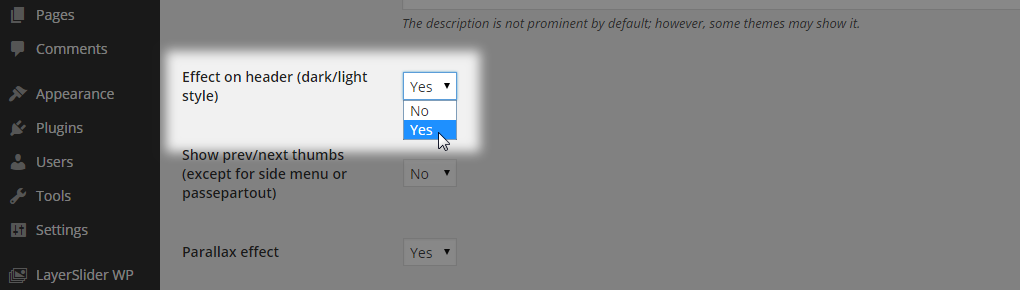 Pages
Comments
Appearance
Plugins
Users
Tools
Settings
LayerSlider WP
The description is not prominent by default; however, some themes may show it.
Effect on header (dark/light
style)
Yes
No
Yes
Show prev/next thumbs
(except for side menu or
passepartout)
No
Parallax effect
Yes